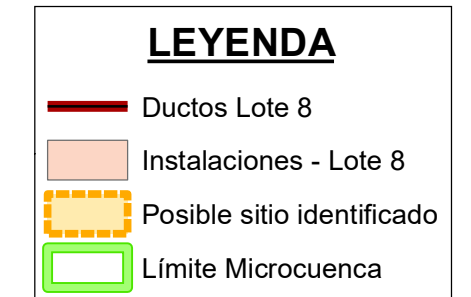 LEYENDA
Ductos Lote 8
Instalaciones - Lote 8
Posible sitio identificado
Límite Microcuenca